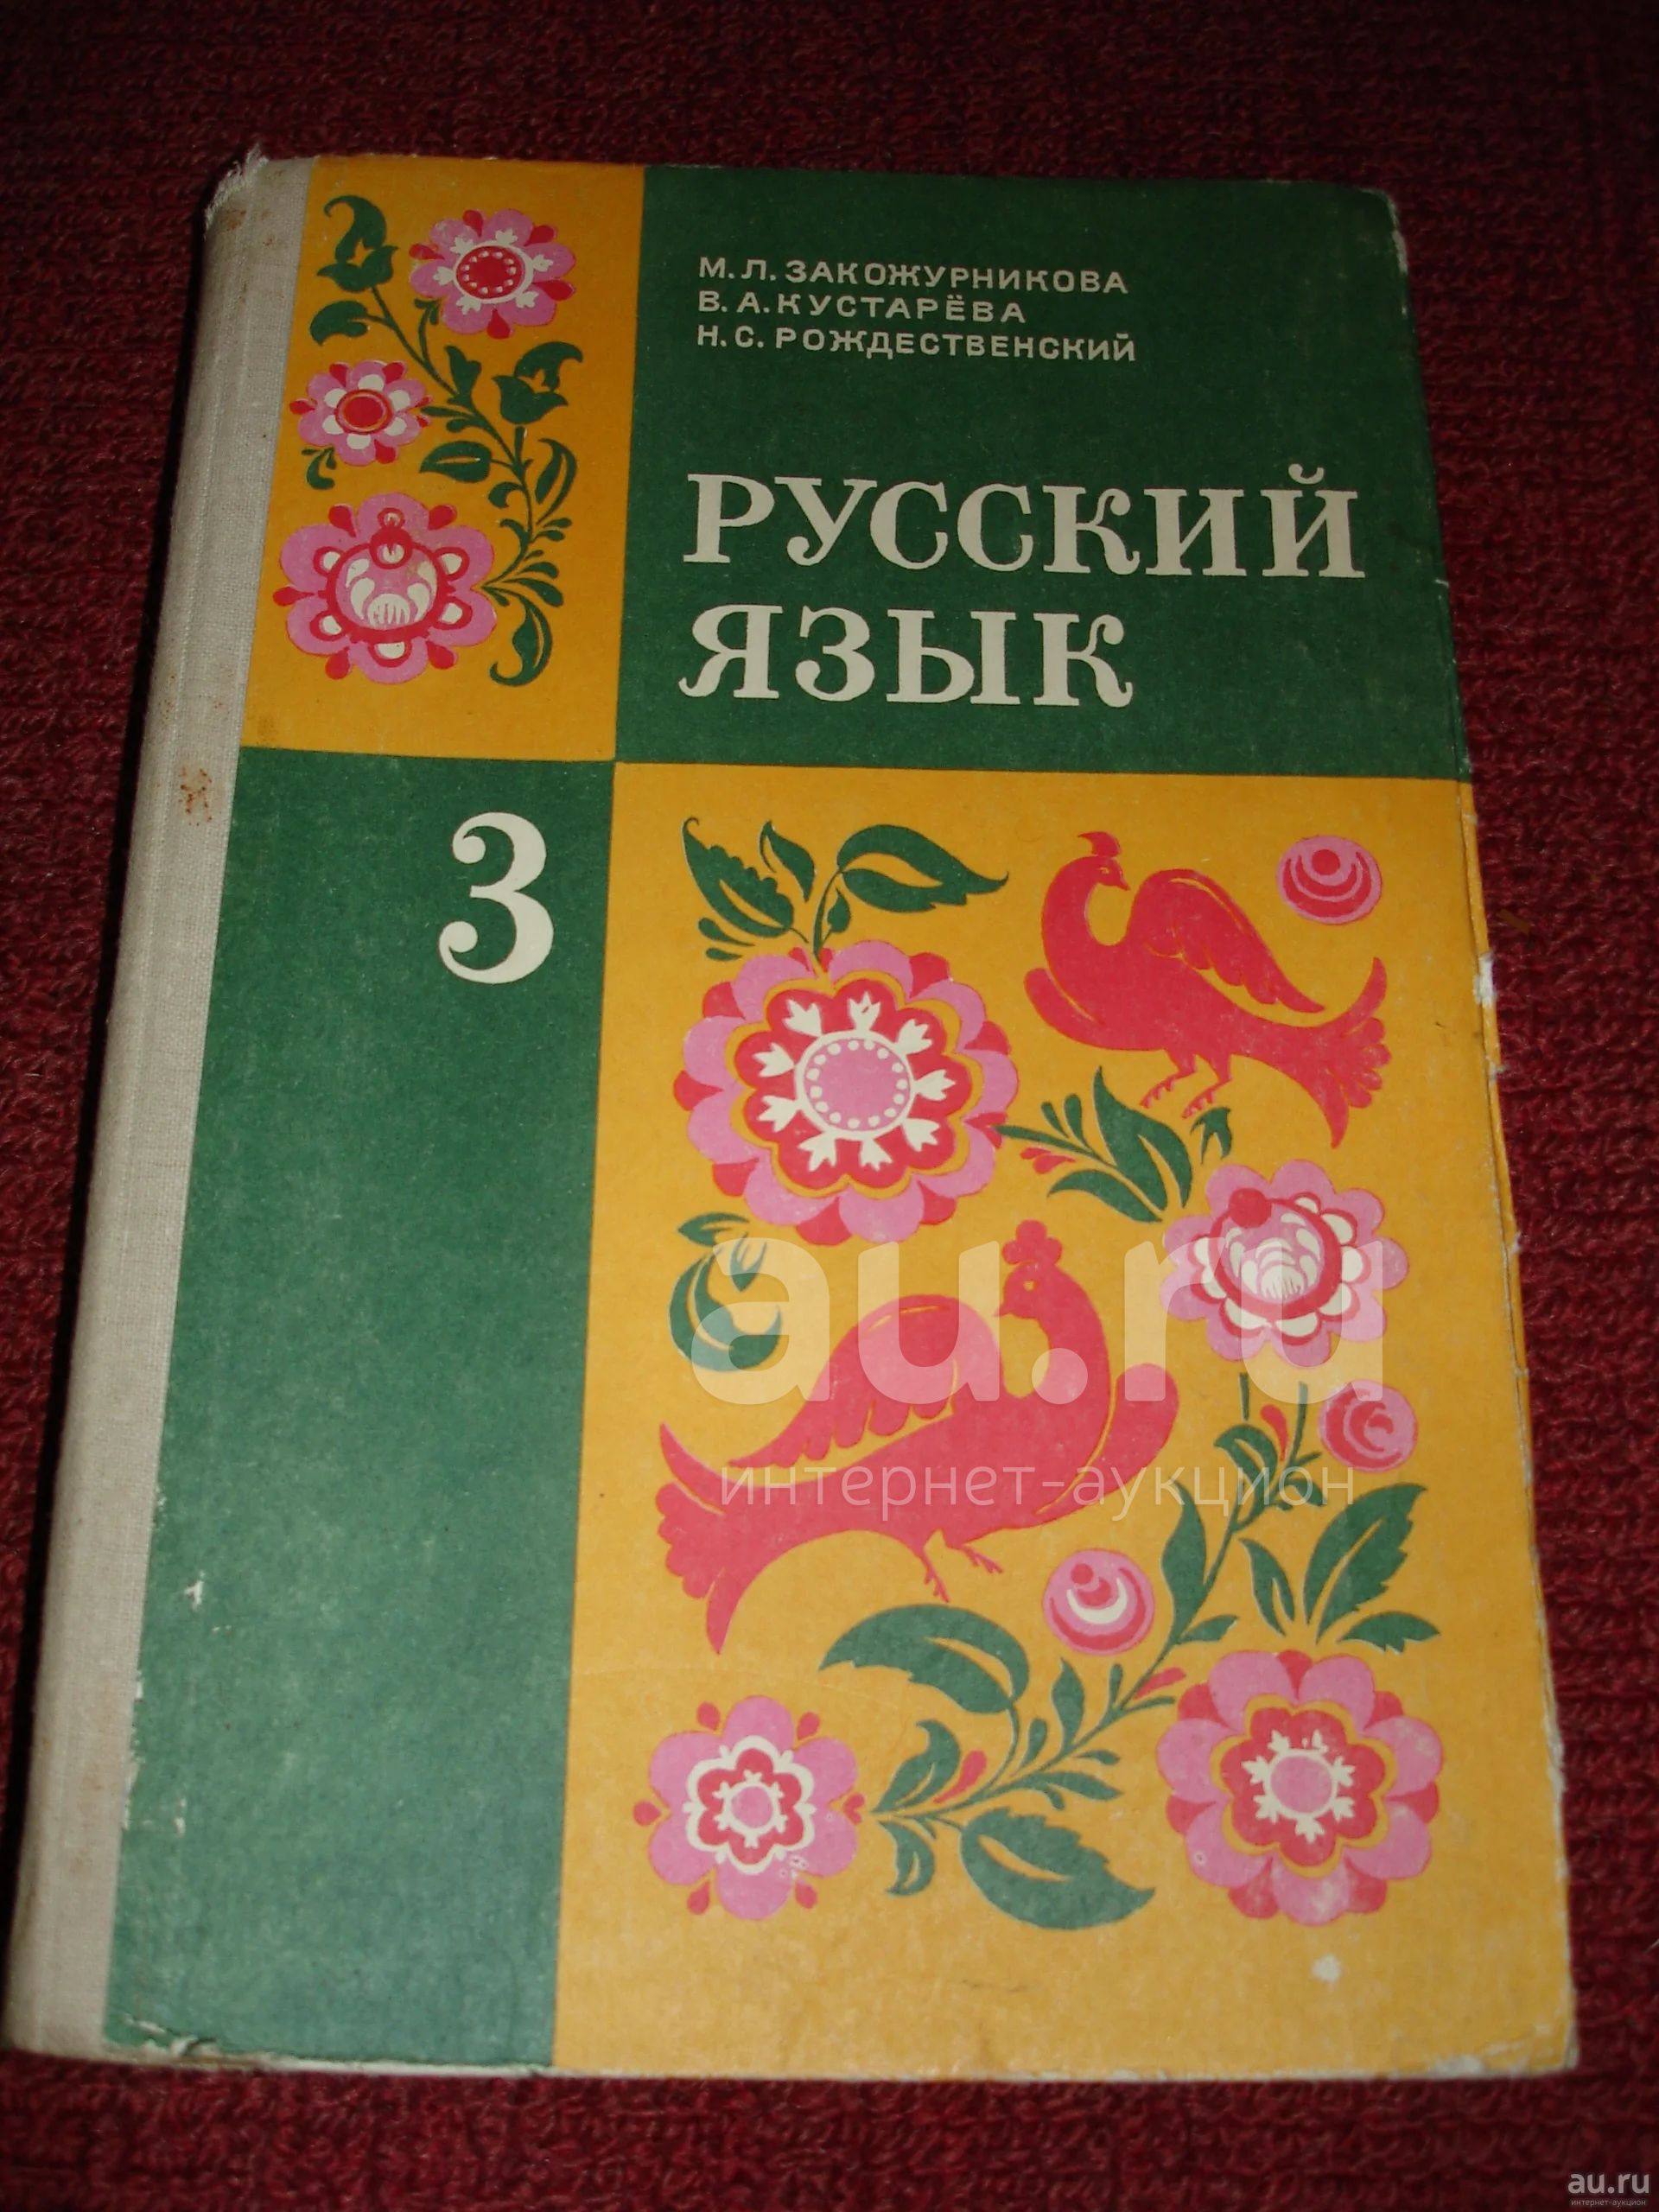 М. Л. ЗАКОЖУРНИКОВА
В. А. КУСТАРЁВА
Н. С. РОЖДЕСТВЕНСКИЙ
РУССКИЙ
ЯЗЫК
3
au.ru
интернет-аукцион
au.ru
интернет-аукцион